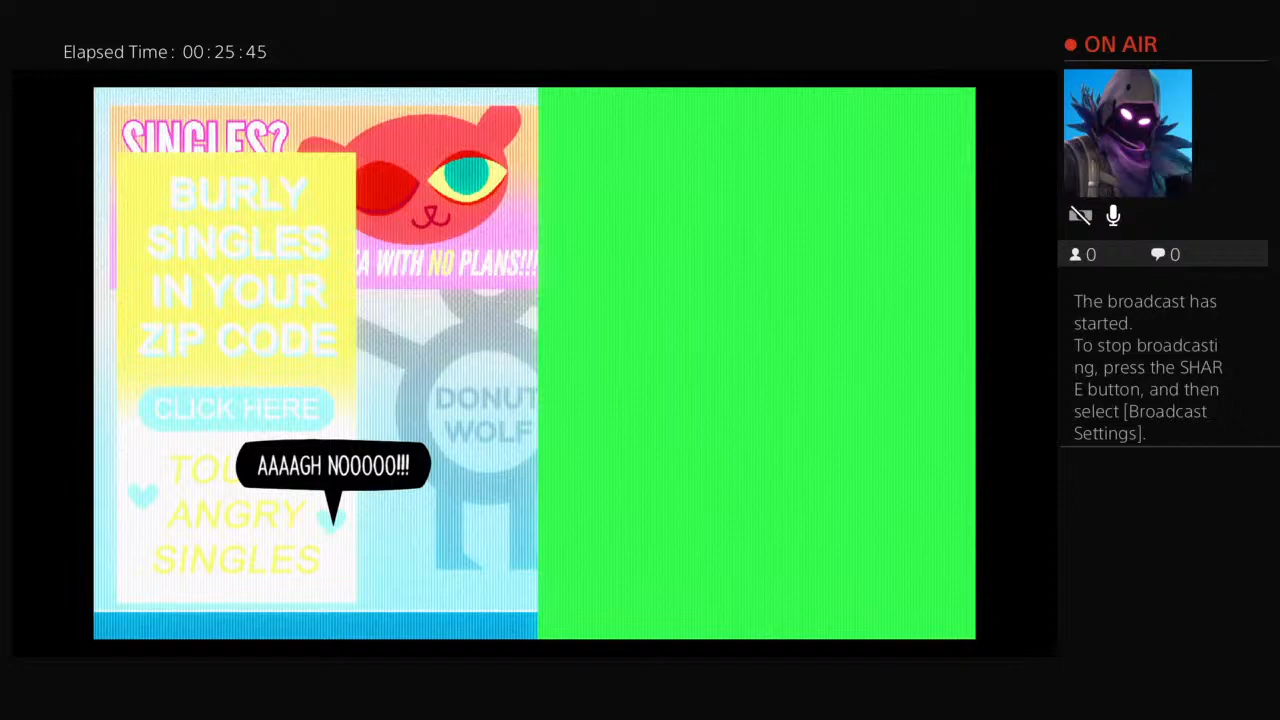 Elapsed Time: 00:25:45
ON AIR
SINGLES?
BURLY
SINGLES
IN YOUR
ZIP CODE
WITH NO PLANS!!!
CLICK HERE
DONUT
WOLF
AAAAGH NOOOOO!!!
ANGRY
SINGLES
0
0
The broadcast has
started.
To stop broadcasti
ng, press the SHAR
E button, and then
select [Broadcast
Settings].